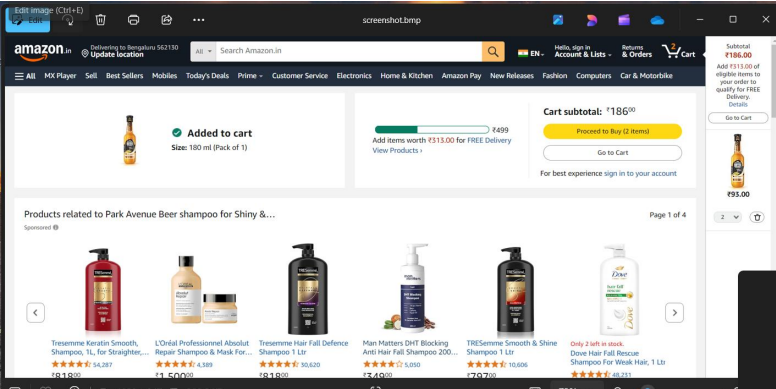 Edit image (Ctrl+E)
Edit
screenshot.bmp
amazon.in
Delivering to Bengaluru 562130
Update location
All
Search Amazon.in
EN
Hello, sign in
Account & Lists
Returns
& Orders
2
Cart
All
MX Player
Sell
Best Sellers
Mobiles
Today's Deals
Prime
Customer Service
Electronics
Home & Kitchen
Amazon Pay
New Releases
Fashion
Computers
Car & Motorbike
Subtotal
₹186.00
Add ₹313.00 of
eligible items to
your order to
qualify for FREE
Delivery.
Details
Go to Cart
₹93.00
2
Added to cart
Size: 180 ml (Pack of 1)
₹499
Add items worth ₹313.00 for FREE Delivery
View Products ›
Cart subtotal: ₹18600
Proceed to Buy (2 items)
Go to Cart
For best experience sign in to your account
Products related to Park Avenue Beer shampoo for Shiny &...
Page 1 of 4
Sponsored
Tresemme Keratin Smooth,
Shampoo, 1L, for Straighter,...
54,287
₹81800
L'Oréal Professionnel Absolut
Repair Shampoo & Mask For...
4,389
₹1,50000
Tresemme Hair Fall Defence
Shampoo 1 Ltr
30,620
₹81800
Man Matters DHT Blocking
Anti Hair Fall Shampoo 200...
5,050
₹34900
TRESemme Smooth & Shine
Shampoo 1 Ltr
10,606
₹79700
Dove
Only 2 left in stock.
Dove Hair Fall Rescue
Shampoo For Weak Hair, 1 Ltr
48,231